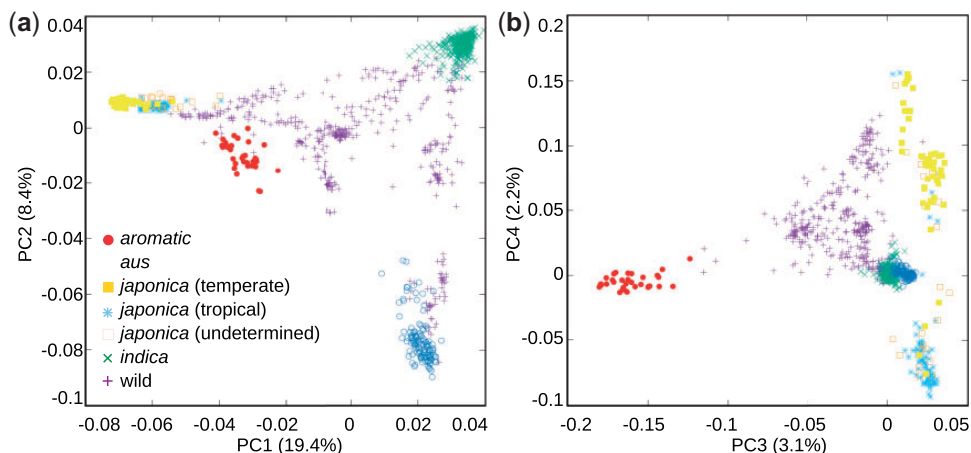 (a)
0.04
0.02
0
-0.02
-0.04
-0.06
-0.08
-0.1
PC2 (8.4%)
aromatic
aus
japonica (temperate)
japonica (tropical)
japonica (undetermined)
indica
wild
-0.08 -0.06 -0.04 -0.02 0 0.02 0.04
PC1 (19.4%)
(b)
0.2
0.15
0.1
0.05
0
-0.05
-0.1
PC4 (2.2%)
-0.2 -0.15 -0.1 -0.05 0 0.05
PC3 (3.1%)